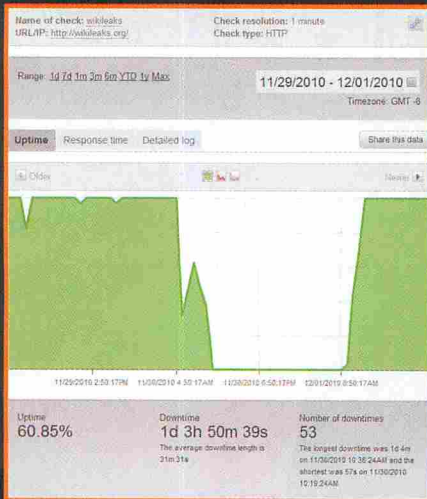 Name of check: wikileaks
URL/IP: http://wikileaks.org/
Check resolution: 1 minute
Check type: HTTP
Range: 1d 7d 1m 3m 6m YTD 1y Max
11/29/2010 - 12/01/2010
Timezone: GMT -6
Uptime
Response time
Detailed log
Share this data
Older
Newer
11/29/2010 2:50:17PM
11/30/2010 4:50:17AM
11/30/2010 6:50:17PM
12/01/2010 8:50:17AM
Uptime
60.85%
Downtime
1d 3h 50m 39s
The average downtime length is
31m 31s
Number of downtimes
53
The longest downtime was 1d 4m
on 11/30/2010 10:36:24AM and the
shortest was 57s on 11/30/2010
10:19:24AM